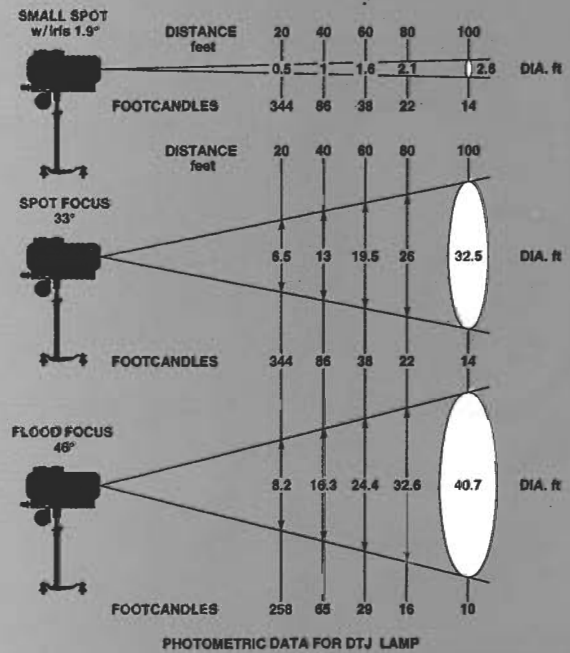 SMALL SPOT
w/Iris 1.9°
DISTANCE feet 20 40 60 80 100
0.5 1 1.6 2.1 2.6 DIA. ft
FOOTCANDLES 344 86 38 22 14
DISTANCE feet 20 40 60 80 100
SPOT FOCUS
33°
6.5 13 19.5 26 32.5 DIA. ft
FOOTCANDLES 344 86 38 22 14
FLOOD FOCUS
46°
8.2 16.3 24.4 32.6 40.7 DIA. ft
FOOTCANDLES 258 65 29 16 10
PHOTOMETRIC DATA FOR DTJ LAMP